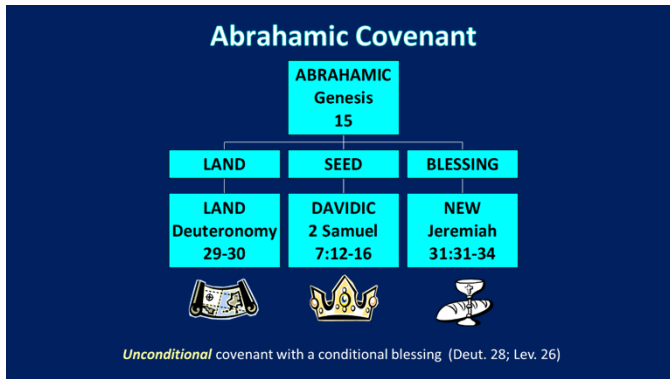 Abrahamic Covenant
ABRAHAMIC
Genesis
15
LAND
SEED
BLESSING
LAND
Deuteronomy
29-30
DAVIDIC
2 Samuel
7:12-16
NEW
Jeremiah
31:31-34
Unconditional covenant with a conditional blessing (Deut. 28; Lev. 26)